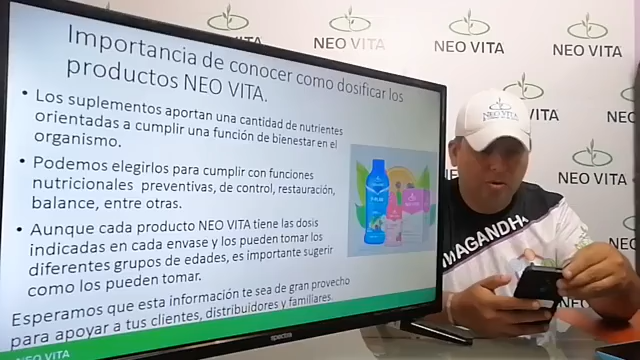 Importancia de conocer como dosificar los
productos NEO VITA.
• Los suplementos aportan una cantidad de nutrientes
orientadas a cumplir una función de bienestar en el
organismo.
• Podemos elegirlos para cumplir con funciones
nutricionales preventivas, de control, restauración,
balance, entre otras.
• Aunque cada producto NEO VITA tiene las dosis
indicadas en cada envase y los pueden tomar los
diferentes grupos de edades, es importante sugerir
como los pueden tomar.
Esperamos que esta información te sea de gran provecho
para apoyar a tus clientes, distribuidores y familiares.
NEO VITA
spectra
NEO VITA
NEO VITA
NEO VITA
NEO VITA
NEO VITA
NEO VITA
MAGANDHA